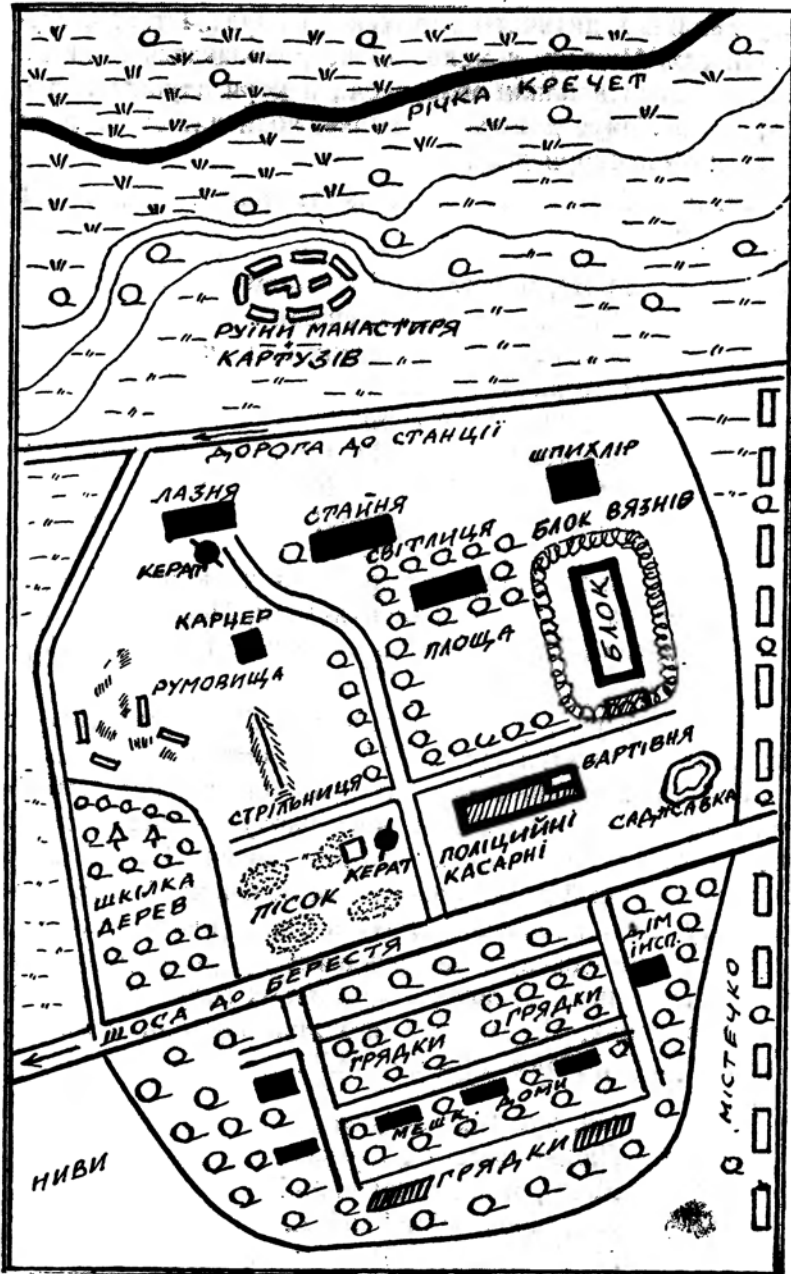 РІЧКА КРЕЧЕТ
РУЇНИ МАНАСТИРЯ
КАРТУЗІВ
ДОРОГА ДО СТАНЦІЇ
ШПИХЛІР
ЛАЗНЯ
СТАЙНЯ
СВІТЛИЦЯ
БЛОК ВЯЗНІВ
КЕРАТ
КАРЦЕР
ПЛОЩА
БЛОК
РУМОВИЩА
СТРІЛЬНИЦЯ
ВАРТІВНЯ
САДЖАВКА
ПОЛІЦИЙНІ
КАСАРНІ
КЕРАТ
ПІСОК
ШКІЛКА
ДЕРЕВ
ШОСА ДО БЕРЕСТЯ
ДІМ
ІНСП.
ГРЯДКИ
ГРЯДКИ
МЕШК. ДОМИ
МІСТЕЧКО
ГРЯДКИ
НИВИ